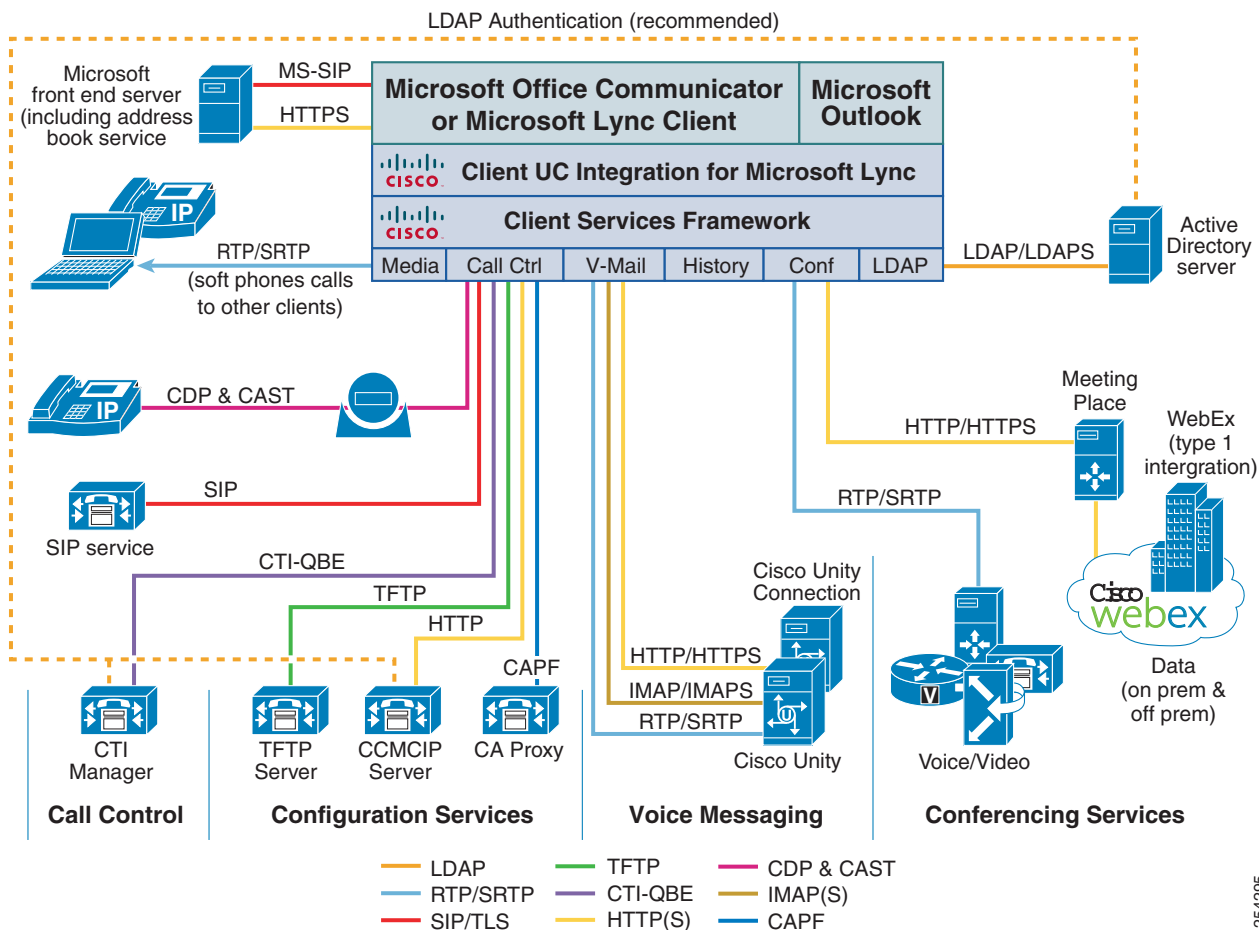 LDAP Authentication (recommended)
Microsoft
front end server
(including address
book service
MS-SIP
HTTPS
Microsoft Office Communicator
or Microsoft Lync Client
Microsoft
Outlook
CISCO
Client UC Integration for Microsoft Lync
CISCO
Client Services Framework
Media
Call Ctrl
V-Mail
History
Conf
LDAP
IP
RTP/SRTP
(soft phones calls
to other clients)
LDAP/LDAPS
Active
Directory
server
IP
CDP & CAST
Meeting
Place
HTTP/HTTPS
WebEx
(type 1
intergration)
SIP
SIP service
RTP/SRTP
CTI-QBE
TFTP
HTTP
CAPF
Cisco Unity
Connection
HTTP/HTTPS
IMAP/IMAPS
RTP/SRTP
U
Cisco
webex
V
Data
(on prem &
off prem)
CTI
Manager
TFTP
Server
CCMCIP
Server
CA Proxy
Cisco Unity
Voice/Video
Call Control
Configuration Services
Voice Messaging
Conferencing Services
LDAP
TFTP
CDP & CAST
RTP/SRTP
CTI-QBE
IMAP(S)
SIP/TLS
HTTP(S)
CAPF